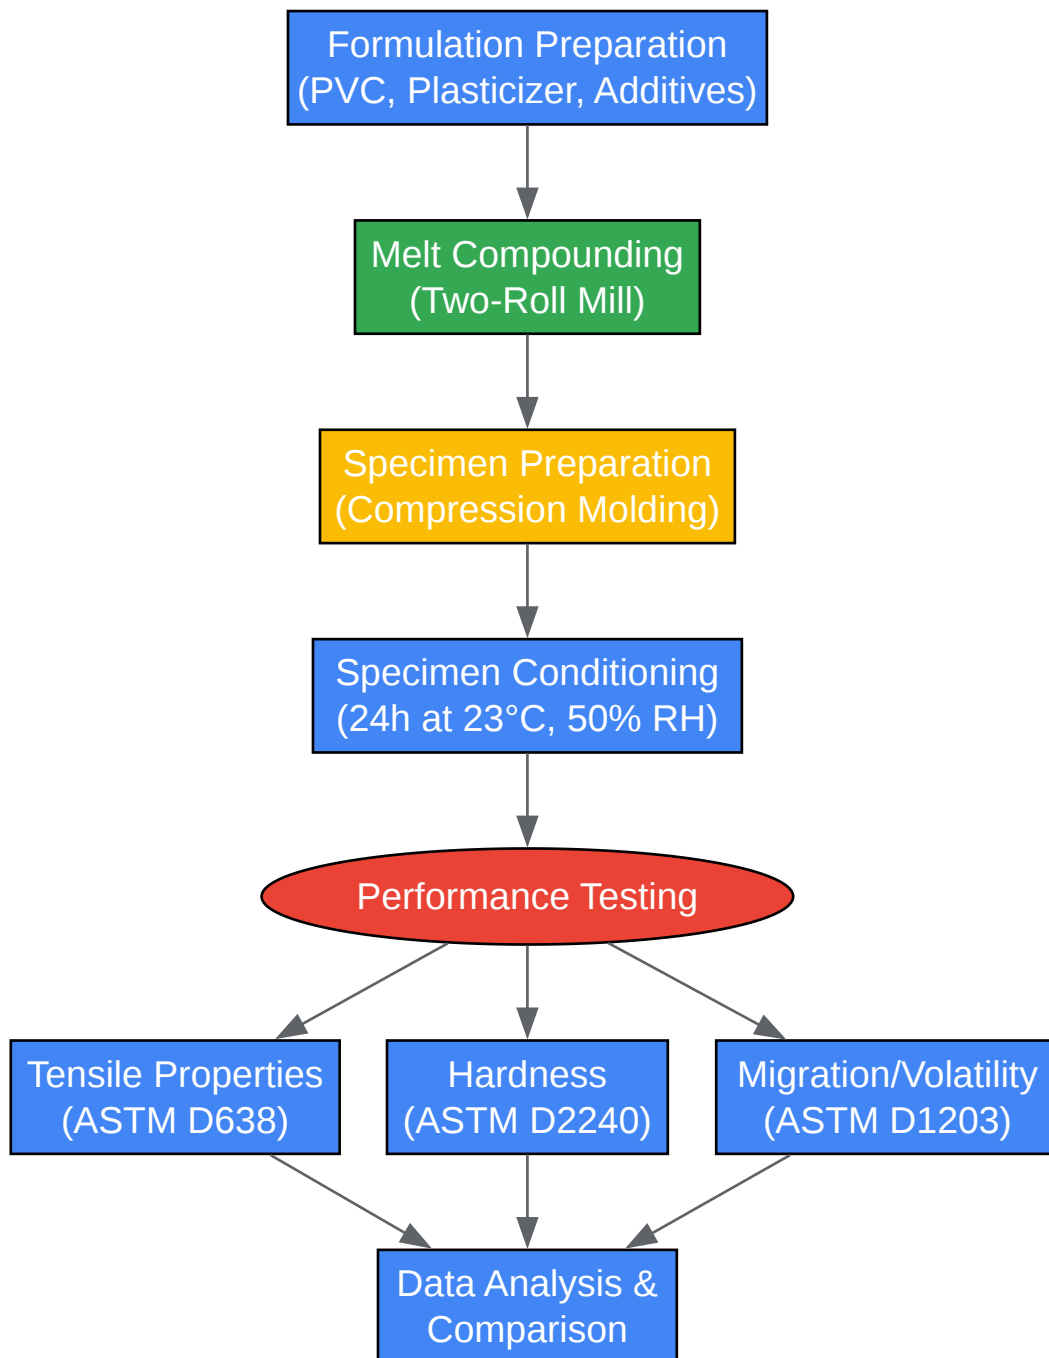 Formulation Preparation
(PVC, Plasticizer, Additives)
Melt Compounding
(Two-Roll Mill)
Specimen Preparation
(Compression Molding)
Specimen Conditioning
(24h at 23°C, 50% RH)
Performance Testing
Tensile Properties
(ASTM D638)
Hardness
(ASTM D2240)
Migration/Volatility
(ASTM D1203)
Data Analysis &
Comparison